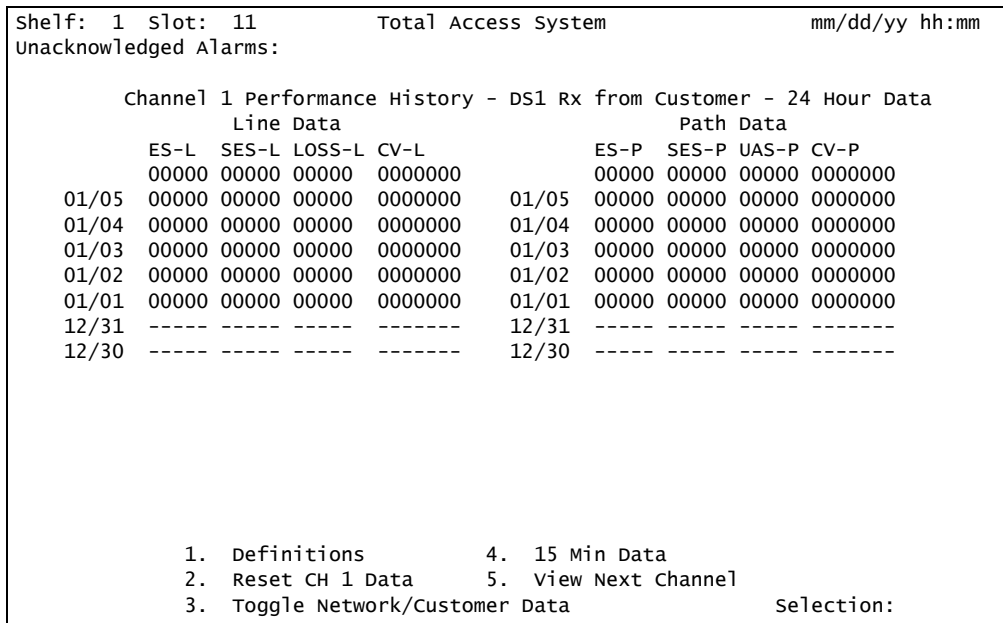 Shelf: 1 Slot: 11 Total Access System mm/dd/yy hh:mm
Unacknowledged Alarms:
Channel 1 Performance History - DS1 Rx from Customer - 24 Hour Data
Line Data Path Data
ES-L SES-L LOSS-L CV-L ES-P SES-P UAS-P CV-P
00000 00000 00000 0000000 00000 00000 00000 0000000
01/05 00000 00000 00000 0000000 01/05 00000 00000 00000 0000000
01/04 00000 00000 00000 0000000 01/04 00000 00000 00000 0000000
01/03 00000 00000 00000 0000000 01/03 00000 00000 00000 0000000
01/02 00000 00000 00000 0000000 01/02 00000 00000 00000 0000000
01/01 00000 00000 00000 0000000 01/01 00000 00000 00000 0000000
12/31 ----- ----- ----- ------- 12/31 ----- ----- ----- -------
12/30 ----- ----- ----- ------- 12/30 ----- ----- ----- -------
1. Definitions 4. 15 Min Data
2. Reset CH 1 Data 5. View Next Channel
3. Toggle Network/Customer Data Selection: